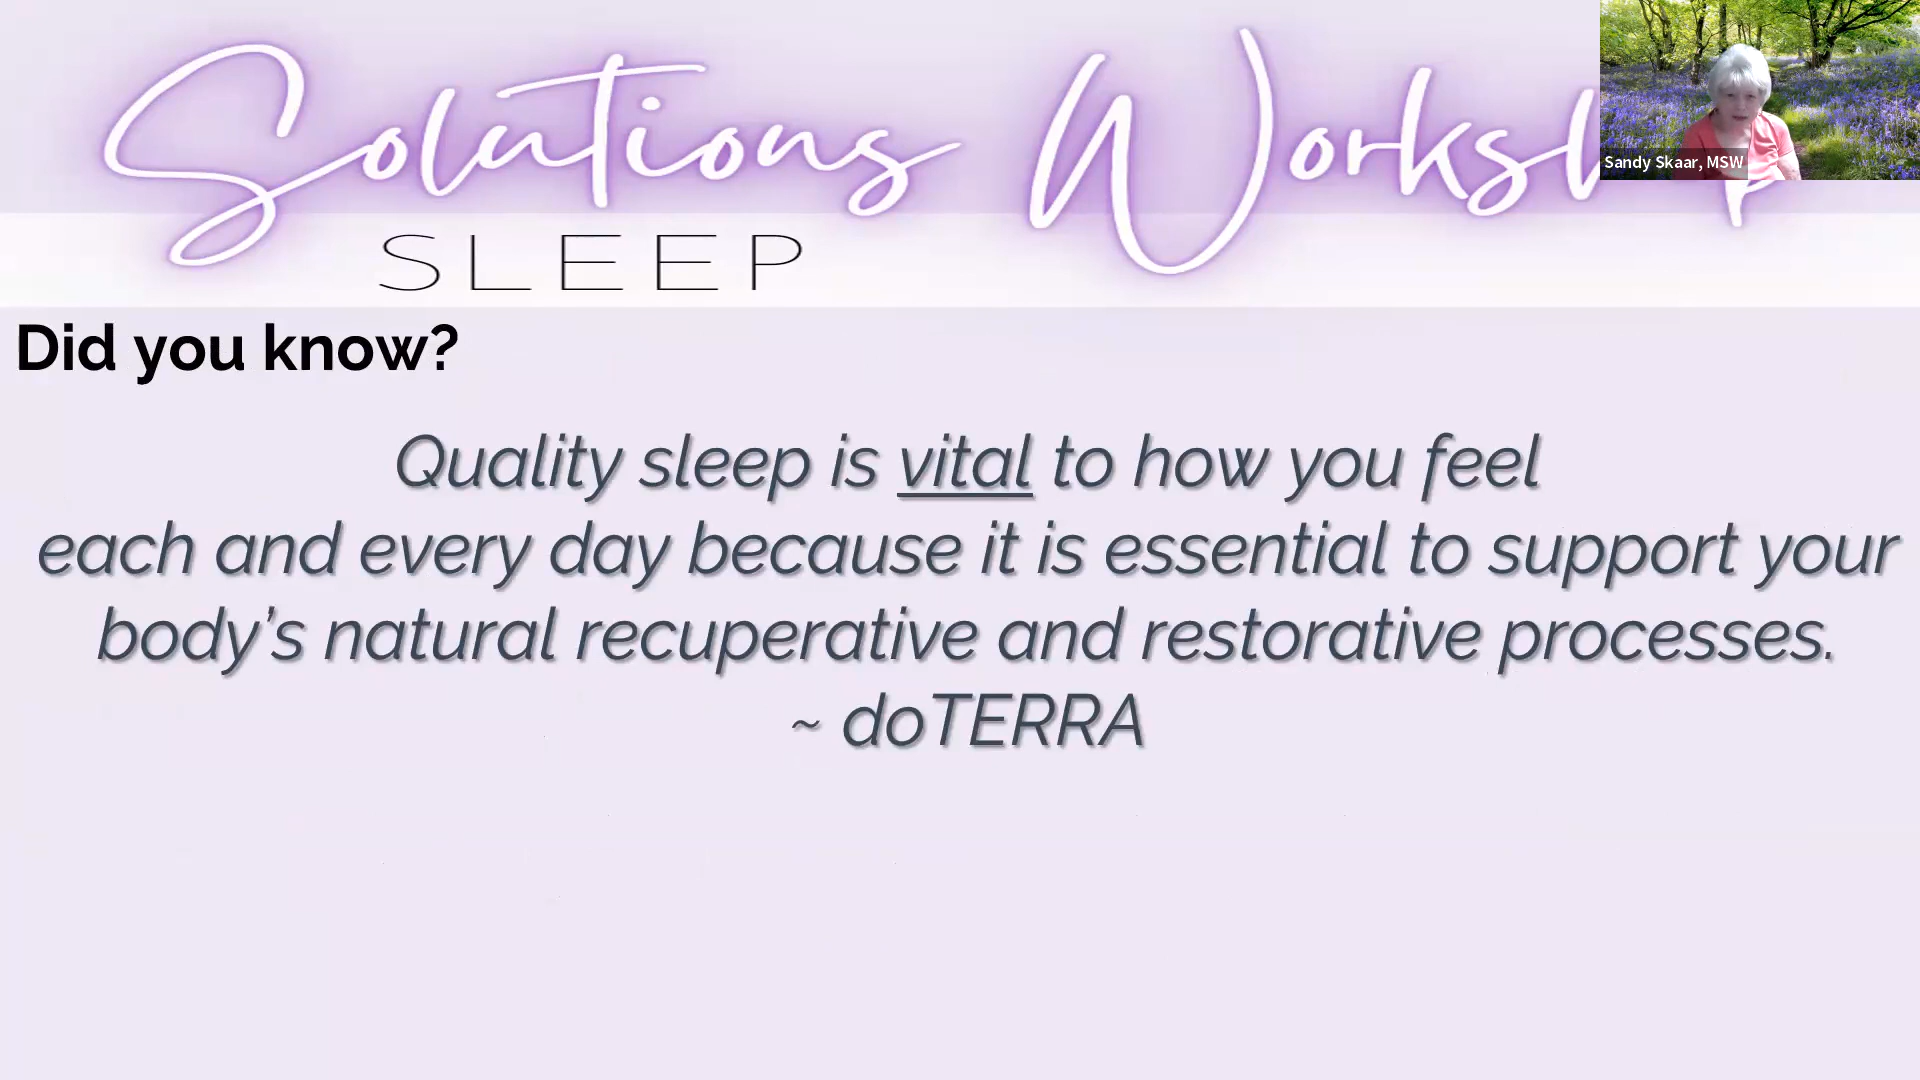 Solutions Worksh p
Sandy Skaar, MSW
SLEEP
Did you know?
Quality sleep is vital to how you feel
each and every day because it is essential to support your
body’s natural recuperative and restorative processes.
~ doTERRA